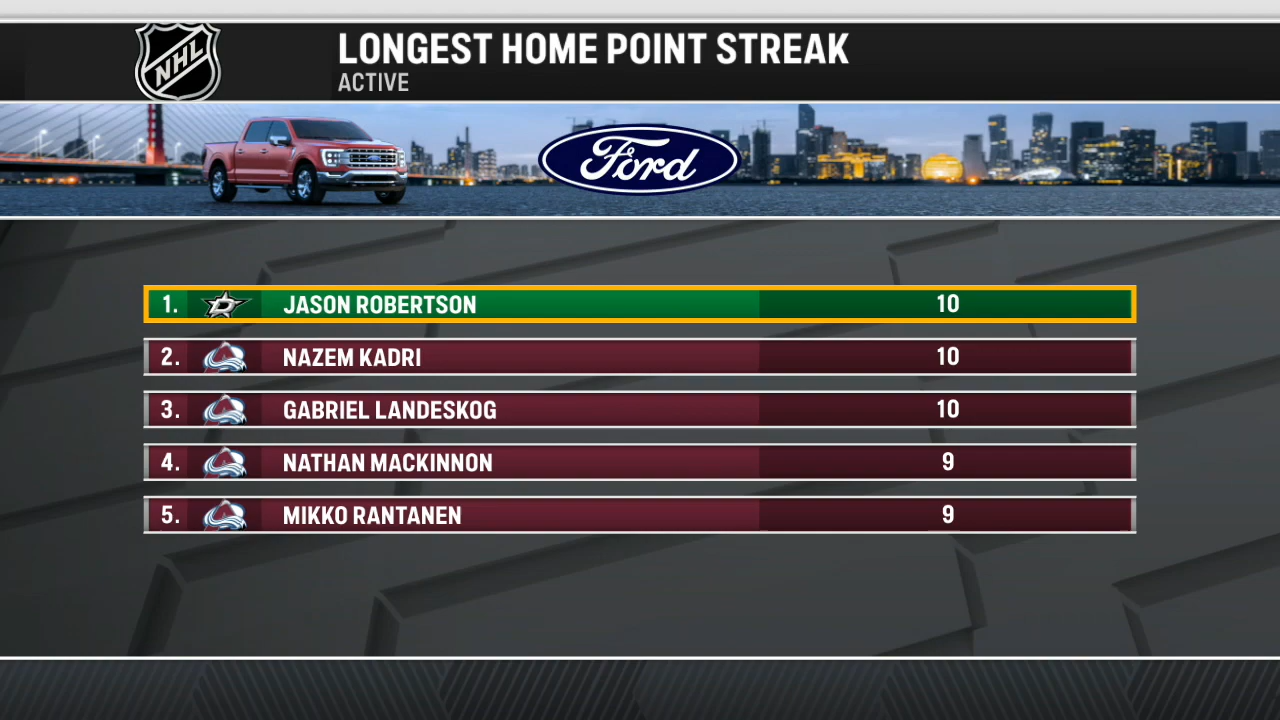 NHL
LONGEST HOME POINT STREAK
ACTIVE
Ford
1. D JASON ROBERTSON 10
2. NAZEM KADRI 10
3. GABRIEL LANDESKOG 10
4. NATHAN MACKINNON 9
5. MIKKO RANTANEN 9